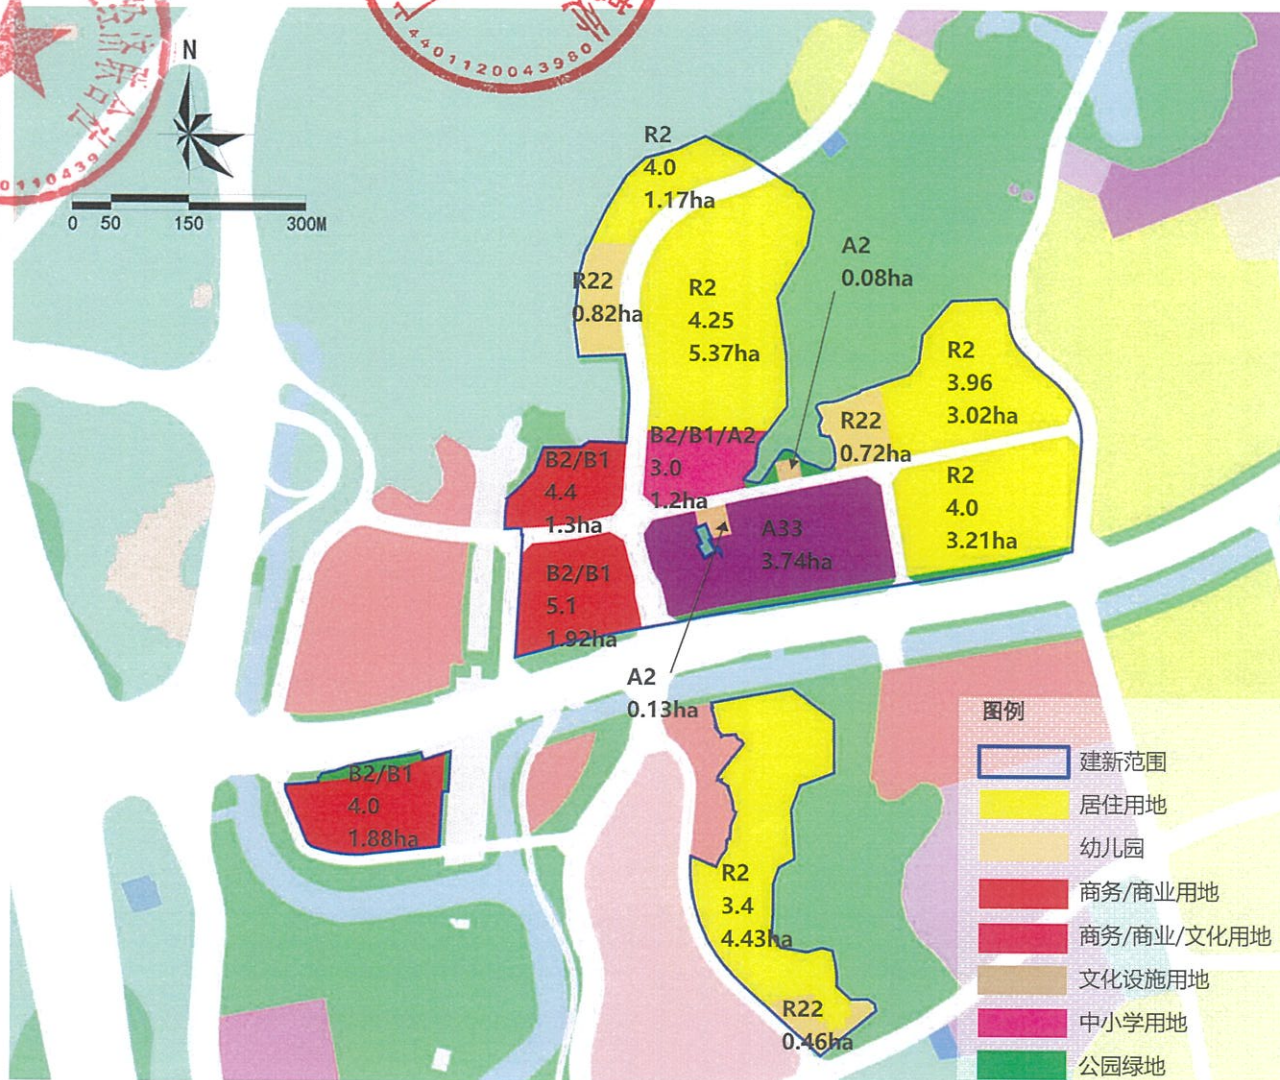 4401120043980
0110439
N
0 50 150 300M
R2
4.0
1.17ha
R22
0.82ha
R2
4.25
5.37ha
A2
0.08ha
R2
3.96
3.02ha
R22
0.72ha
B2/B1/A2
3.0
1.2ha
B2/B1
4.4
1.3ha
R2
4.0
3.21ha
A33
3.74ha
B2/B1
5.1
1.92ha
A2
0.13ha
B2/B1
4.0
1.88ha
R2
3.4
4.43ha
R22
0.46ha
图例
建新范围
居住用地
幼儿园
商务/商业用地
商务/商业/文化用地
文化设施用地
中小学用地
公园绿地